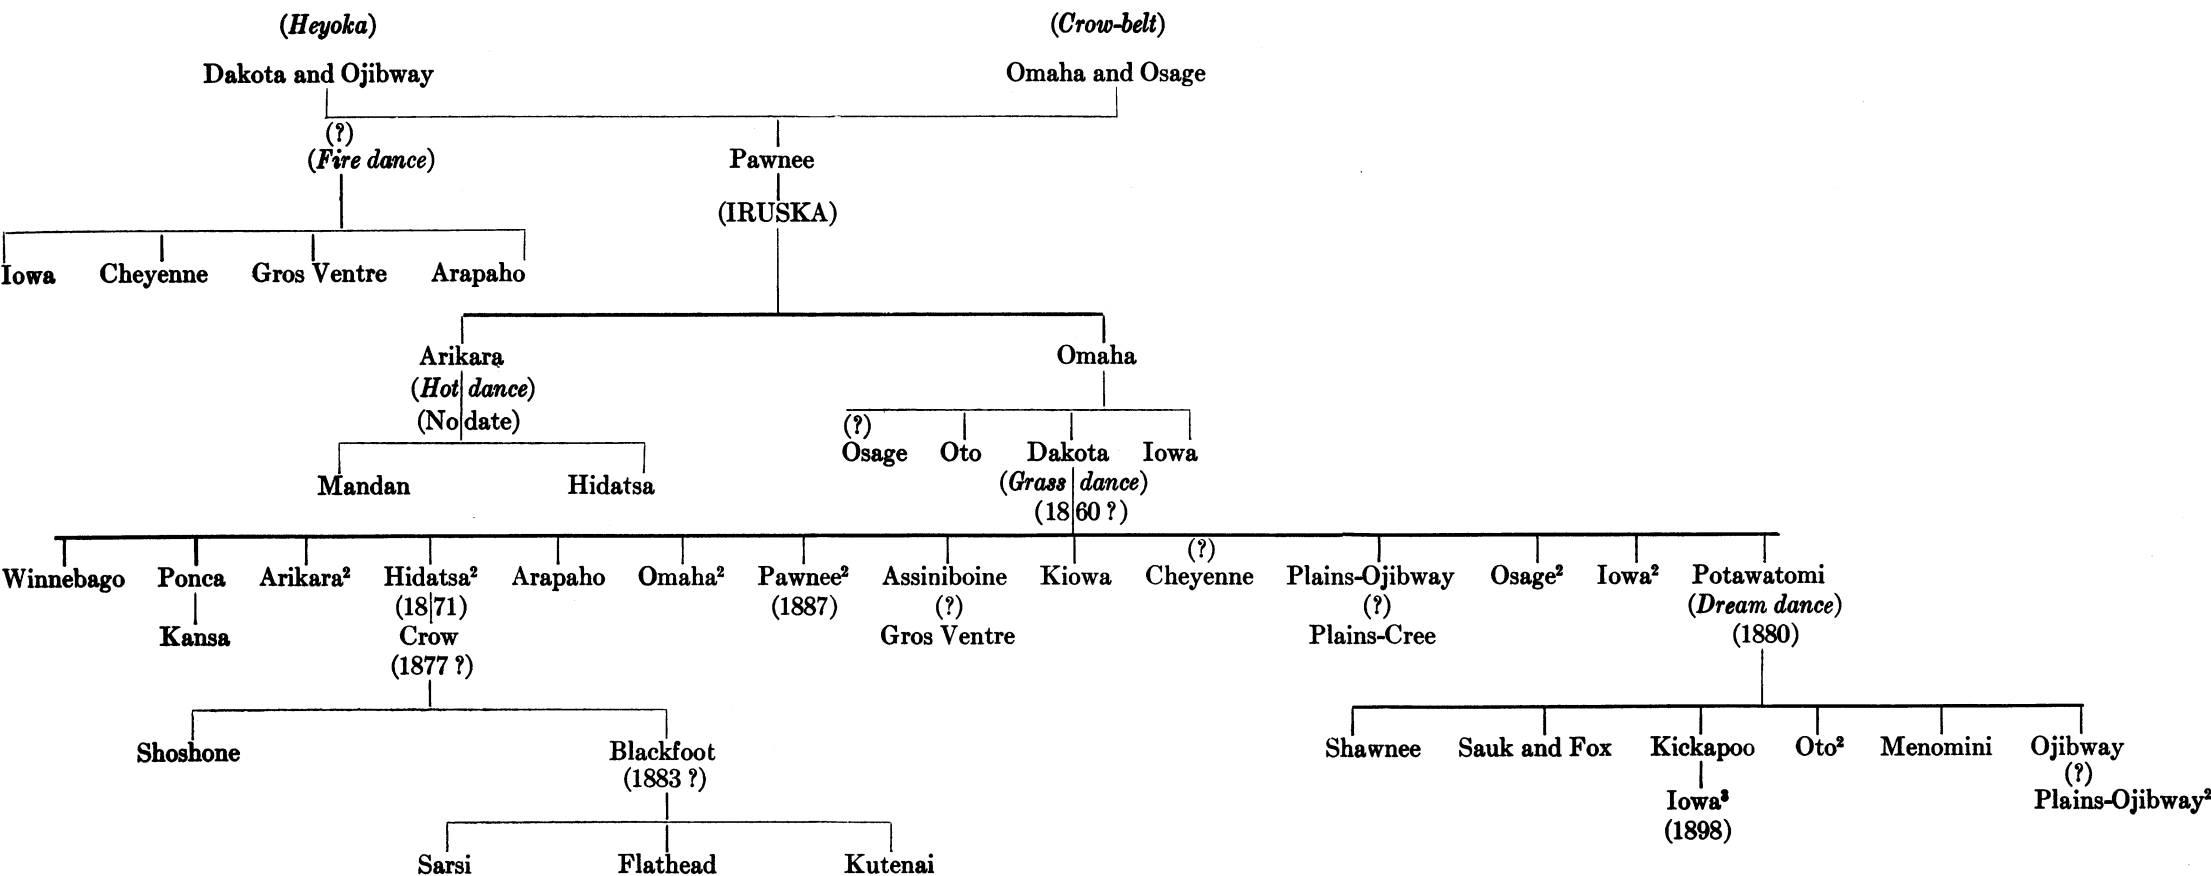 (Heyoka) (Crow-belt)
Dakota and Ojibway Omaha and Osage
(?)
(Fire dance) Pawnee
(IRUSKA)
Iowa Cheyenne Gros Ventre Arapaho
Arikara Omaha
(Hot dance)
(No date) (?)
Osage Oto Dakota Iowa
Mandan Hidatsa (Grass dance)
(1860 ?)
(?)
Winnebago Ponca Arikara² Hidatsa² Arapaho Omaha² Pawnee² Assiniboine Kiowa Cheyenne Plains-Ojibway Osage² Iowa² Potawatomi
(1871) (1887) (?) (?) (Dream dance)
Kansa Crow Gros Ventre Plains-Cree (1880)
(1877 ?)
Shoshone Blackfoot Shawnee Sauk and Fox Kickapoo Oto² Menomini Ojibway
(1883 ?) (?)
Iowa³ Plains-Ojibway²
(1898)
Sarsi Flathead Kutenai